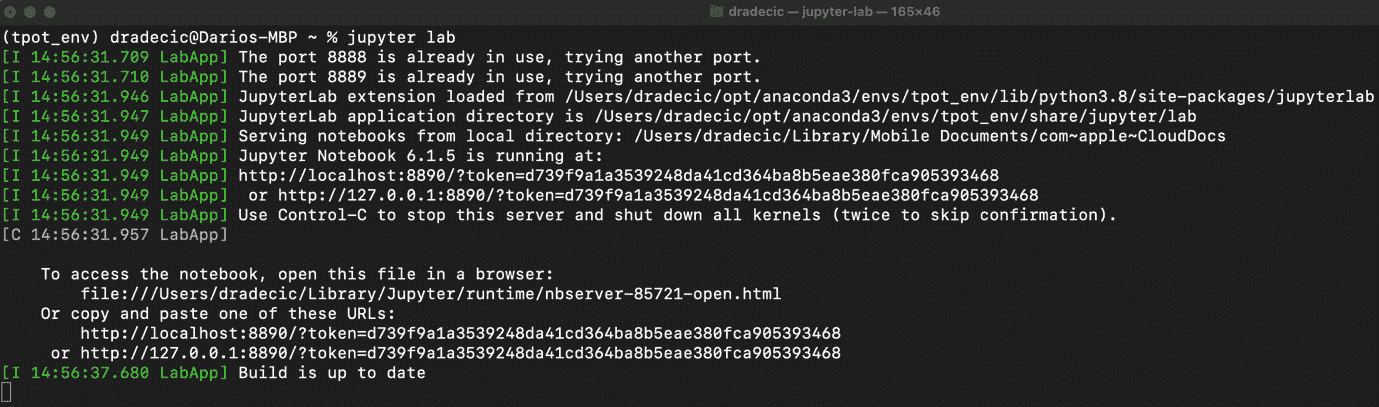 dradecic — jupyter-lab — 165×46
(tpot_env) dradecic@Darios-MBP ~ % jupyter lab
[I 14:56:31.709 LabApp] The port 8888 is already in use, trying another port.
[I 14:56:31.710 LabApp] The port 8889 is already in use, trying another port.
[I 14:56:31.946 LabApp] JupyterLab extension loaded from /Users/dradecic/opt/anaconda3/envs/tpot_env/lib/python3.8/site-packages/jupyterlab
[I 14:56:31.947 LabApp] JupyterLab application directory is /Users/dradecic/opt/anaconda3/envs/tpot_env/share/jupyter/lab
[I 14:56:31.949 LabApp] Serving notebooks from local directory: /Users/dradecic/Library/Mobile Documents/com~apple~CloudDocs
[I 14:56:31.949 LabApp] Jupyter Notebook 6.1.5 is running at:
[I 14:56:31.949 LabApp] http://localhost:8890/?token=d739f9a1a3539248da41cd364ba8b5eae380fca905393468
[I 14:56:31.949 LabApp]  or http://127.0.0.1:8890/?token=d739f9a1a3539248da41cd364ba8b5eae380fca905393468
[I 14:56:31.949 LabApp] Use Control-C to stop this server and shut down all kernels (twice to skip confirmation).
[C 14:56:31.957 LabApp]
    To access the notebook, open this file in a browser:
        file:///Users/dradecic/Library/Jupyter/runtime/nbserver-85721-open.html
    Or copy and paste one of these URLs:
        http://localhost:8890/?token=d739f9a1a3539248da41cd364ba8b5eae380fca905393468
     or http://127.0.0.1:8890/?token=d739f9a1a3539248da41cd364ba8b5eae380fca905393468
[I 14:56:37.680 LabApp] Build is up to date